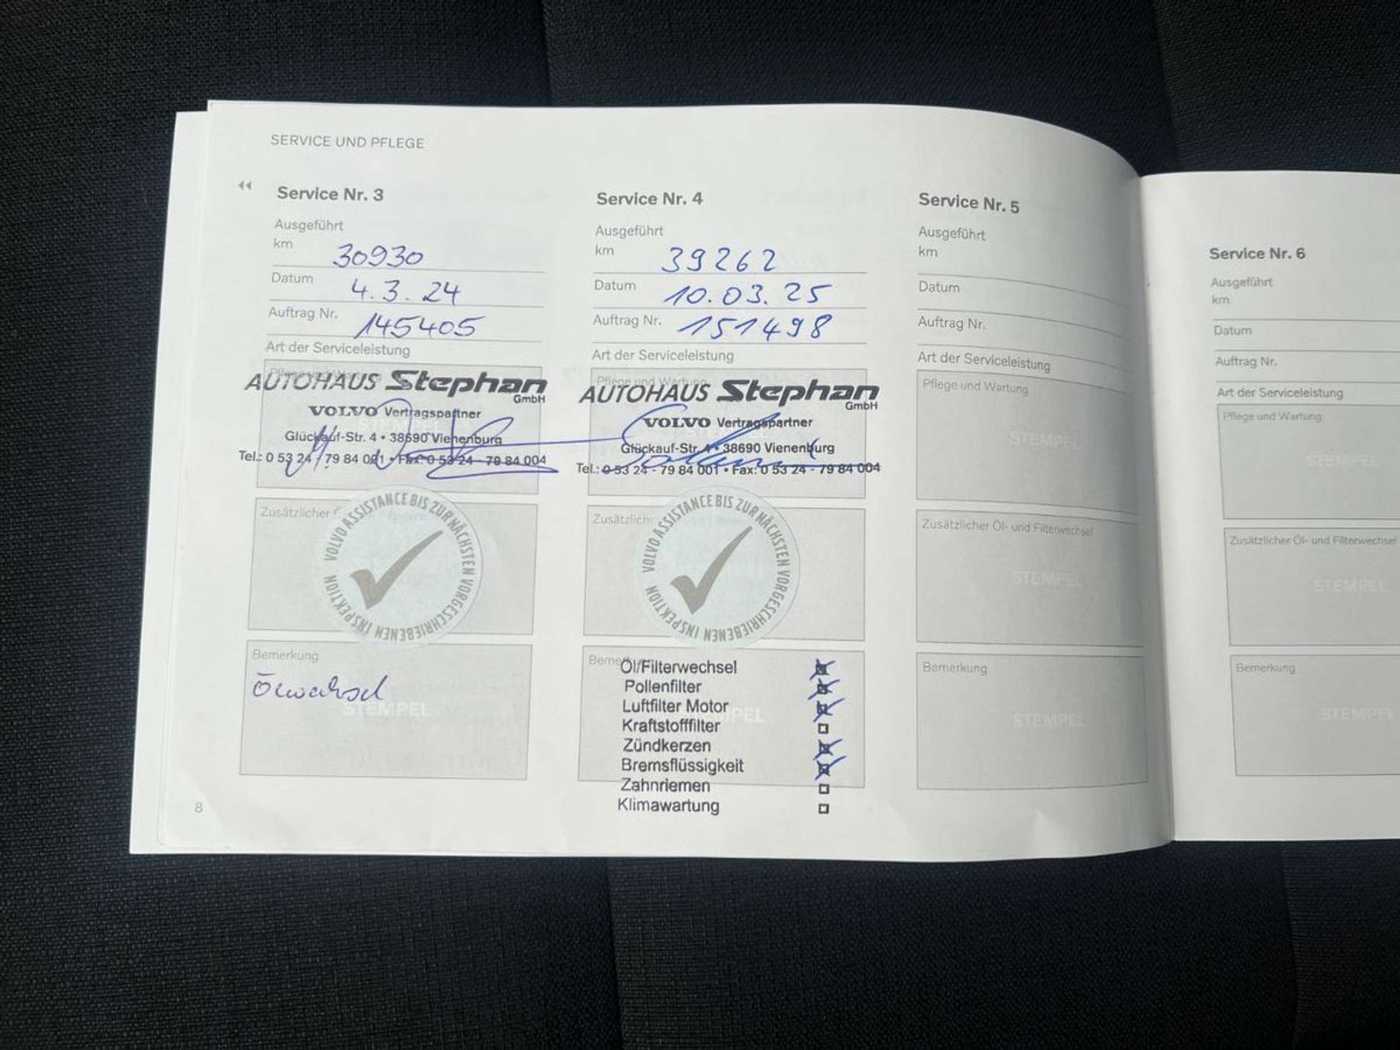 SERVICE UND PFLEGE
Service Nr. 3
Ausgeführt
km 30930
Datum 4.3.24
Auftrag Nr. 145405
Art der Serviceleistung
Pflege und Wartung
AUTOHAUS Stephan
GmbH
VOLVO Vertragspartner
Glückauf-Str. 4 • 38690 Vienenburg
Tel.: 0 53 24 - 79 84 001 • Fax: 0 53 24 - 79 84 004
Zusätzlicher
VOLVO ASSISTANCE BIS ZUR NÄCHSTEN VORGESCHRIEBENEN INSPEKTION
Bemerkung
Ölwechsel
STEMPEL
8
Service Nr. 4
Ausgeführt
km 39262
Datum 10.03.25
Auftrag Nr. 151498
Art der Serviceleistung
Pflege und Wartung
AUTOHAUS Stephan
GmbH
VOLVO Vertragspartner
Glückauf-Str. 4 • 38690 Vienenburg
Tel.: 0 53 24 - 79 84 001 • Fax: 0 53 24 - 79 84 004
Zusätzlich
VOLVO ASSISTANCE BIS ZUR NÄCHSTEN VORGESCHRIEBENEN INSPEKTION
Öl/Filterwechsel
Pollenfilter
Luftfilter Motor
Kraftstofffilter
Zündkerzen
Bremsflüssigkeit
Zahnriemen
Klimawartung
Service Nr. 5
Ausgeführt
km
Datum
Auftrag Nr.
Art der Serviceleistung
Pflege und Wartung
STEMPEL
Zusätzlicher Öl- und Filterwechsel
STEMPEL
Bemerkung
STEMPEL
Service Nr. 6
Ausgeführt
km
Datum
Auftrag Nr.
Art der Serviceleistung
Pflege und Wartung
STEMPEL
Zusätzlicher Öl- und Filterwechsel
STEMPEL
Bemerkung
STEMPEL